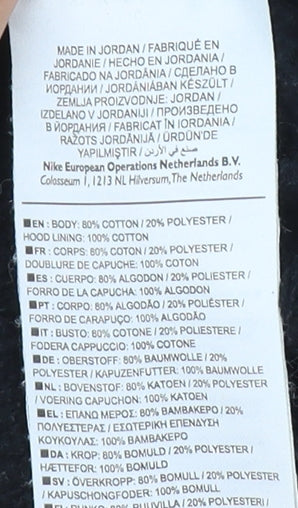 MADE IN JORDAN / FABRIQUÉ EN
JORDANIE / HECHO EN JORDANIA /
FABRICADO NA JORDÂNIA / СДЕЛАНО В
ИОРДАНИИ / JORDÁNIÁBAN KÉSZÜLT /
ZEMLJA PROIZVODNJE: JORDAN /
IZDELANO V JORDANIJI / ПРОИЗВЕДЕНО
В ЙОРДАНИЯ / FABRICAT ÎN IORDANIA /
RAŽOTS JORDĀNIJĀ / ÜRDÜN'DE
YAPILMIŞTIR / صنع في الأردن
Nike European Operations Netherlands B.V.
Colosseum 1, 1213 NL Hilversum, The Netherlands
■ EN : BODY: 80% COTTON / 20% POLYESTER /
HOOD LINING: 100% COTTON
■ FR : CORPS: 80% COTON / 20% POLYESTER /
DOUBLURE DE CAPUCHE: 100% COTON
■ ES : CUERPO: 80% ALGODON / 20% POLIESTER /
FORRO DE LA CAPUCHA: 100% ALGODON
■ PT : CORPO: 80% ALGODÃO / 20% POLIÉSTER /
FORRO DE CARAPUÇO: 100% ALGODÃO
■ IT : BUSTO: 80% COTONE / 20% POLIESTERE /
FODERA CAPPUCCIO: 100% COTONE
■ DE : OBERSTOFF: 80% BAUMWOLLE / 20%
POLYESTER / KAPUZENFUTTER: 100% BAUMWOLLE
■ NL : BOVENSTOF: 80% KATOEN / 20% POLYESTER
/ VOERING CAPUCHON: 100% KATOEN
■ EL : ΕΠΑΝΩ ΜΕΡΟΣ: 80% ΒΑΜΒΑΚΕΡΟ / 20%
ΠΟΛΥΕΣΤΕΡΑΣ / ΕΣΩΤΕΡΙΚΗ ΕΠΕΝΔΥΣΗ
ΚΟΥΚΟΥΛΑΣ: 100% ΒΑΜΒΑΚΕΡΟ
■ DA : KROP: 80% BOMULD / 20% POLYESTER /
HÆTTEFOR: 100% BOMULD
■ SV : ÖVERKROPP: 80% BOMULL / 20% POLYESTER
/ KAPUSCHONGFODER: 100% BOMULL